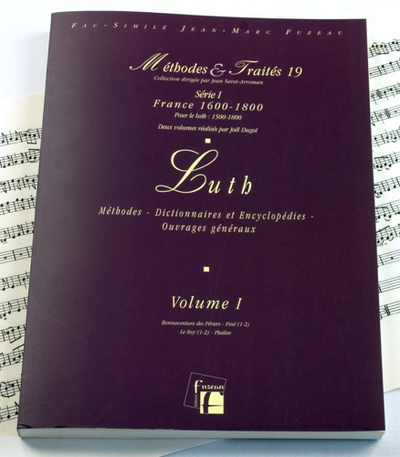 Fac-Similé Jean-Marc Fuzeau
Méthodes & Traités 19
Collection dirigée par Jean Saint-Arroman
Série I
France 1600-1800
Pour le luth : 1500-1800
Deux volumes réalisés par Joël Dugot
Luth
Méthodes - Dictionnaires et Encyclopédies -
Ouvrages généraux
Volume I
Bonnaventure des Périers - Finé (1-2)
Le Roy (1-2) - Phalèse
fuzeau